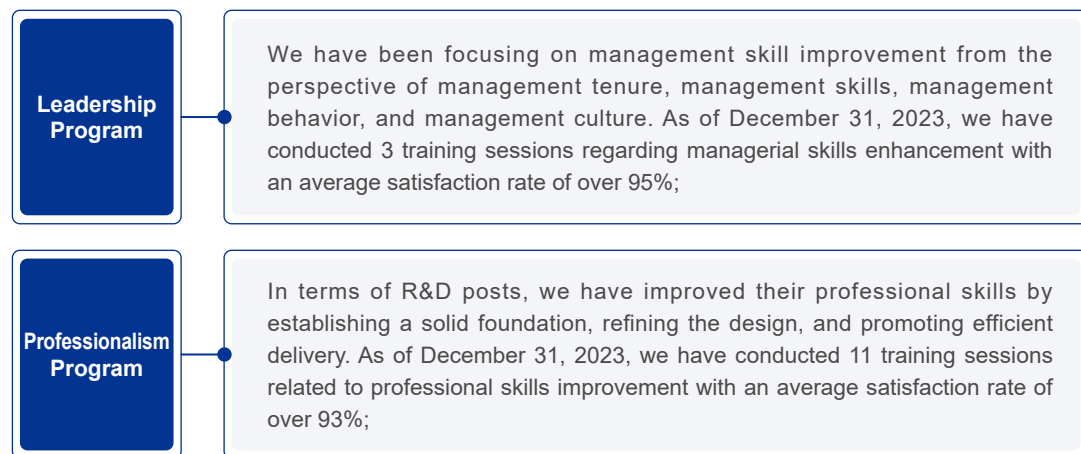 Leadership
Program
We have been focusing on management skill improvement from the
perspective of management tenure, management skills, management
behavior, and management culture. As of December 31, 2023, we have
conducted 3 training sessions regarding managerial skills enhancement with
an average satisfaction rate of over 95%;
Professionalism
Program
In terms of R&D posts, we have improved their professional skills by
establishing a solid foundation, refining the design, and promoting efficient
delivery. As of December 31, 2023, we have conducted 11 training sessions
related to professional skills improvement with an average satisfaction rate of
over 93%;